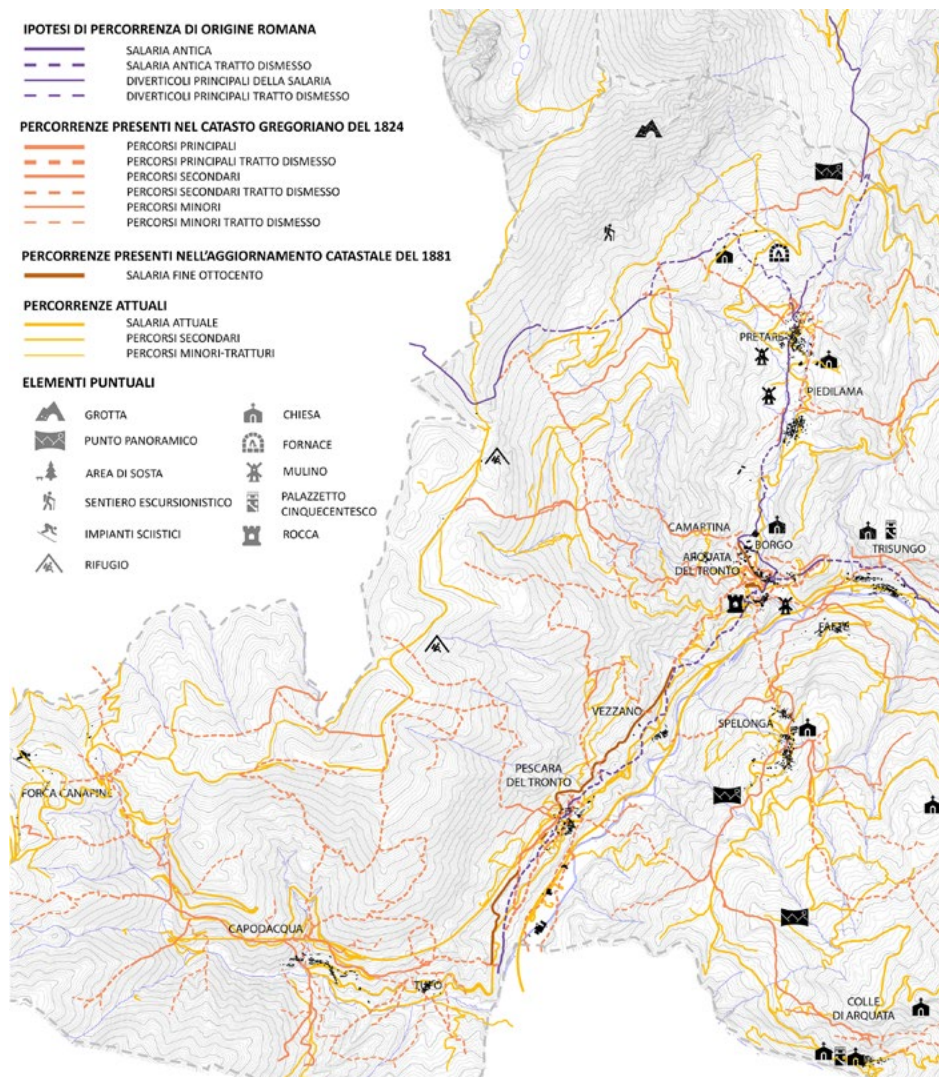 IPOTESI DI PERCORRENZA DI ORIGINE ROMANA
SALARIA ANTICA
SALARIA ANTICA TRATTO DISMESSO
DIVERTICOLI PRINCIPALI DELLA SALARIA
DIVERTICOLI PRINCIPALI TRATTO DISMESSO
PERCORRENZE PRESENTI NEL CATASTO GREGORIANO DEL 1824
PERCORSI PRINCIPALI
PERCORSI PRINCIPALI TRATTO DISMESSO
PERCORSI SECONDARI
PERCORSI SECONDARI TRATTO DISMESSO
PERCORSI MINORI
PERCORSI MINORI TRATTO DISMESSO
PERCORRENZE PRESENTI NELL'AGGIORNAMENTO CATASTALE DEL 1881
SALARIA FINE OTTOCENTO
PERCORRENZE ATTUALI
SALARIA ATTUALE
PERCORSI SECONDARI
PERCORSI MINORI-TRATTURI
ELEMENTI PUNTUALI
GROTTA
PUNTO PANORAMICO
AREA DI SOSTA
SENTIERO ESCURSIONISTICO
IMPIANTI SCIISTICI
RIFUGIO
CHIESA
FORNACE
MULINO
PALAZZETTO
CINQUECENTESCO
ROCCA
PRETARE
PIEDILAMA
CAMARTINA
BORGO
ARQUATA
DEL TRONTO
TRISUNGO
FAETE
VEZZANO
SPELONGA
PESCARA
DEL TRONTO
FORCA CANAPINE
CAPODACQUA
TUFO
COLLE
DI ARQUATA